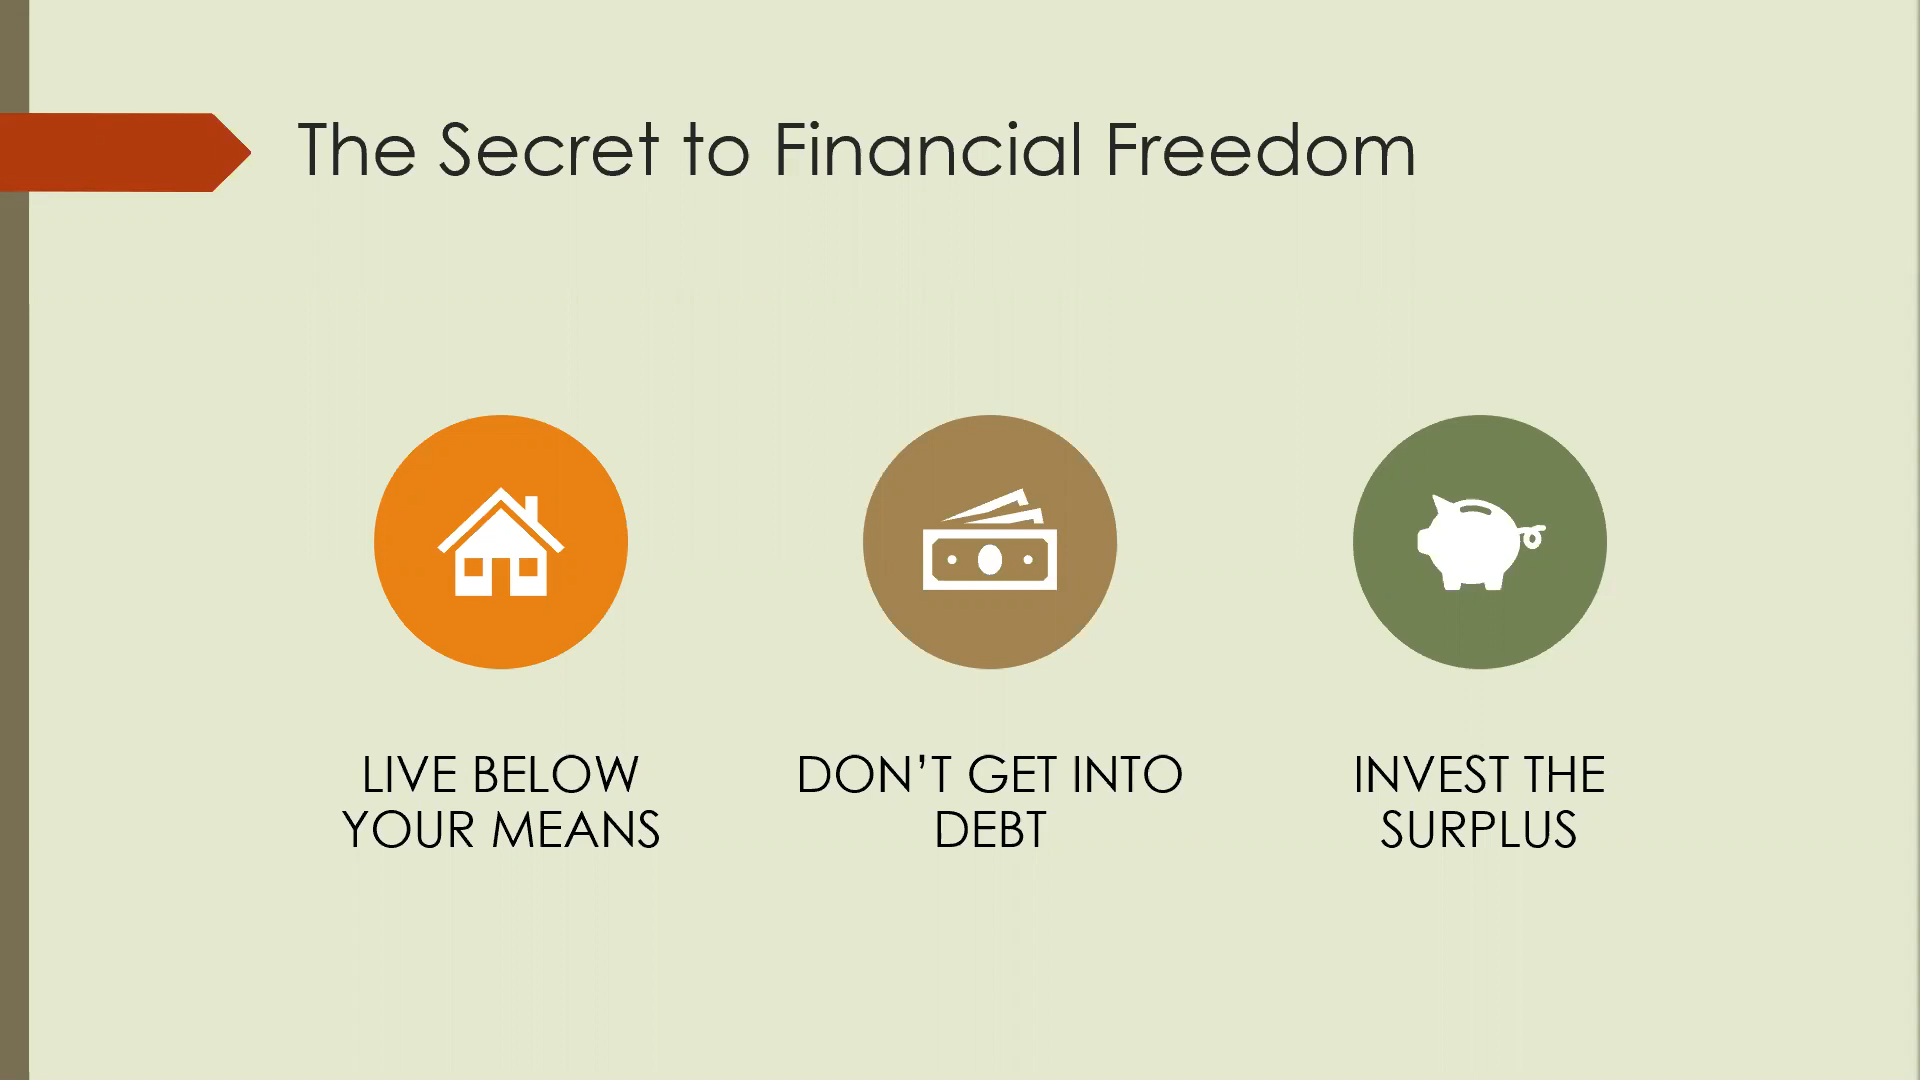 The Secret to Financial Freedom
LIVE BELOW
YOUR MEANS
DON’T GET INTO
DEBT
INVEST THE
SURPLUS